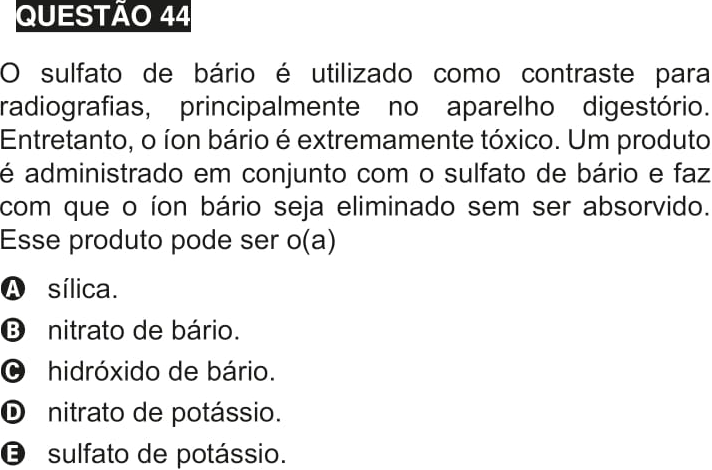 QUESTÃO 44
O sulfato de bário é utilizado como contraste para
radiografias, principalmente no aparelho digestório.
Entretanto, o íon bário é extremamente tóxico. Um produto
é administrado em conjunto com o sulfato de bário e faz
com que o íon bário seja eliminado sem ser absorvido.
Esse produto pode ser o(a)
A sílica.
B nitrato de bário.
C hidróxido de bário.
D nitrato de potássio.
E sulfato de potássio.